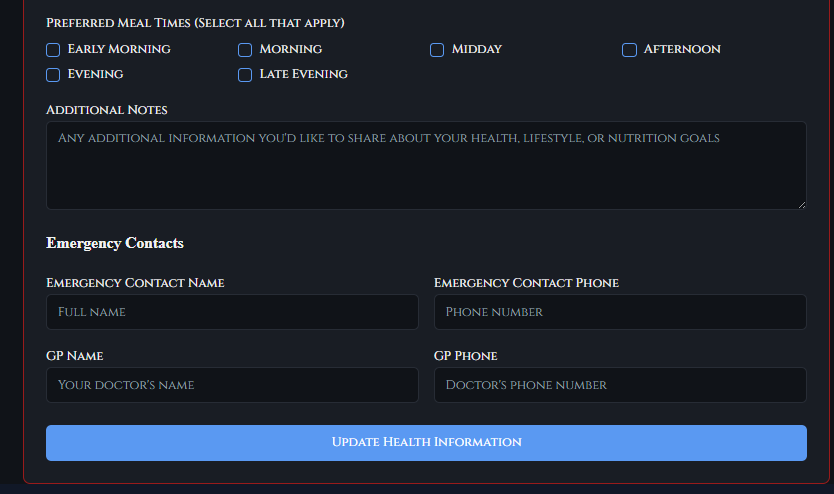 Preferred Meal Times (Select all that apply)
Early Morning Morning Midday Afternoon
Evening Late Evening
Additional Notes
Any additional information you'd like to share about your health, lifestyle, or nutrition goals
Emergency Contacts
Emergency Contact Name Emergency Contact Phone
Full name Phone number
GP Name GP Phone
Your doctor's name Doctor's phone number
Update Health Information